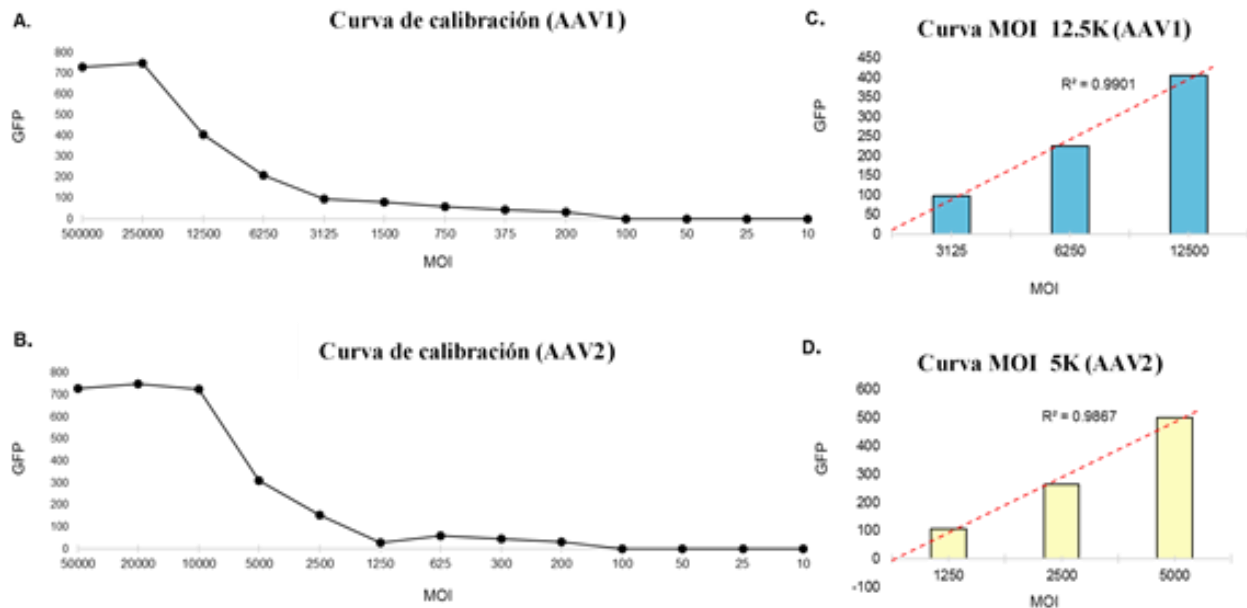 A.
Curva de calibración (AAV1)
800
700
600
500
400
300
200
100
0
GFP
500000 250000 12500 6250 3125 1500 750 375 200 100 50 25 10
MOI
B.
Curva de calibración (AAV2)
800
700
600
500
400
300
200
100
0
GFP
50000 20000 10000 5000 2500 1250 625 300 200 100 50 25 10
MOI
C.
Curva MOI 12.5K (AAV1)
450
400
350
300
250
200
150
100
50
0
GFP
R² = 0.9901
3125 6250 12500
MOI
D.
Curva MOI 5K (AAV2)
600
500
400
300
200
100
0
-100
GFP
R² = 0.9867
1250 2500 5000
MOI